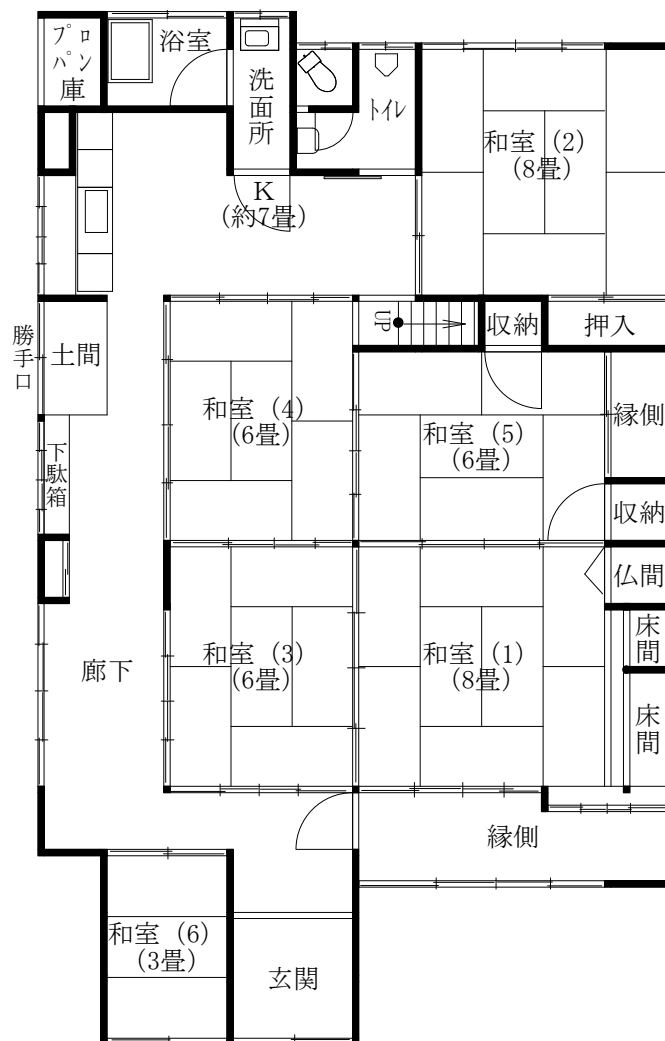 プロ
パン
庫
浴室
洗面所
トイレ
和室（2）
（8畳）
K
（約7畳）
勝手口
土間
UP
収納
押入
和室（4）
（6畳）
和室（5）
（6畳）
縁側
下駄箱
収納
仏間
床間
廊下
和室（3）
（6畳）
和室（1）
（8畳）
床間
縁側
和室（6）
（3畳）
玄関